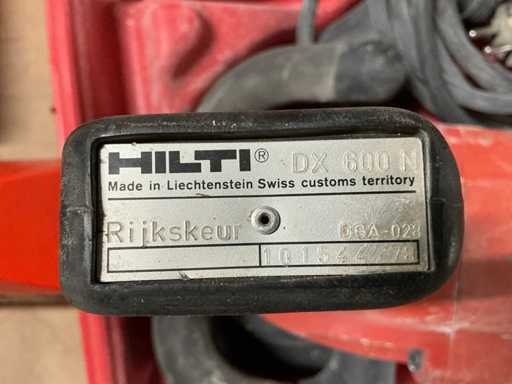 HILTI® DX 600 N
Made in Liechtenstein Swiss customs territory
Rijkskeur DGA-028